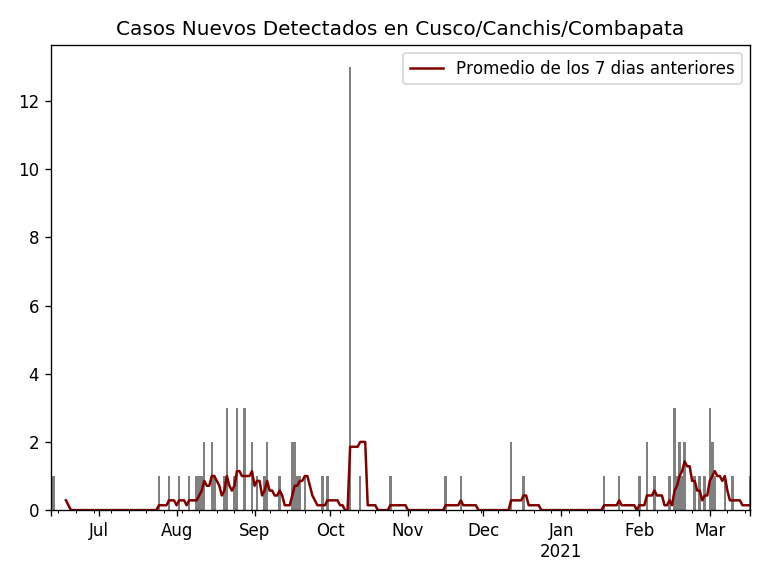 Casos Nuevos Detectados en Cusco/Canchis/Combapata
Promedio de los 7 dias anteriores
12
10
8
6
4
2
0
Jul Aug Sep Oct Nov Dec Jan Feb Mar
2021